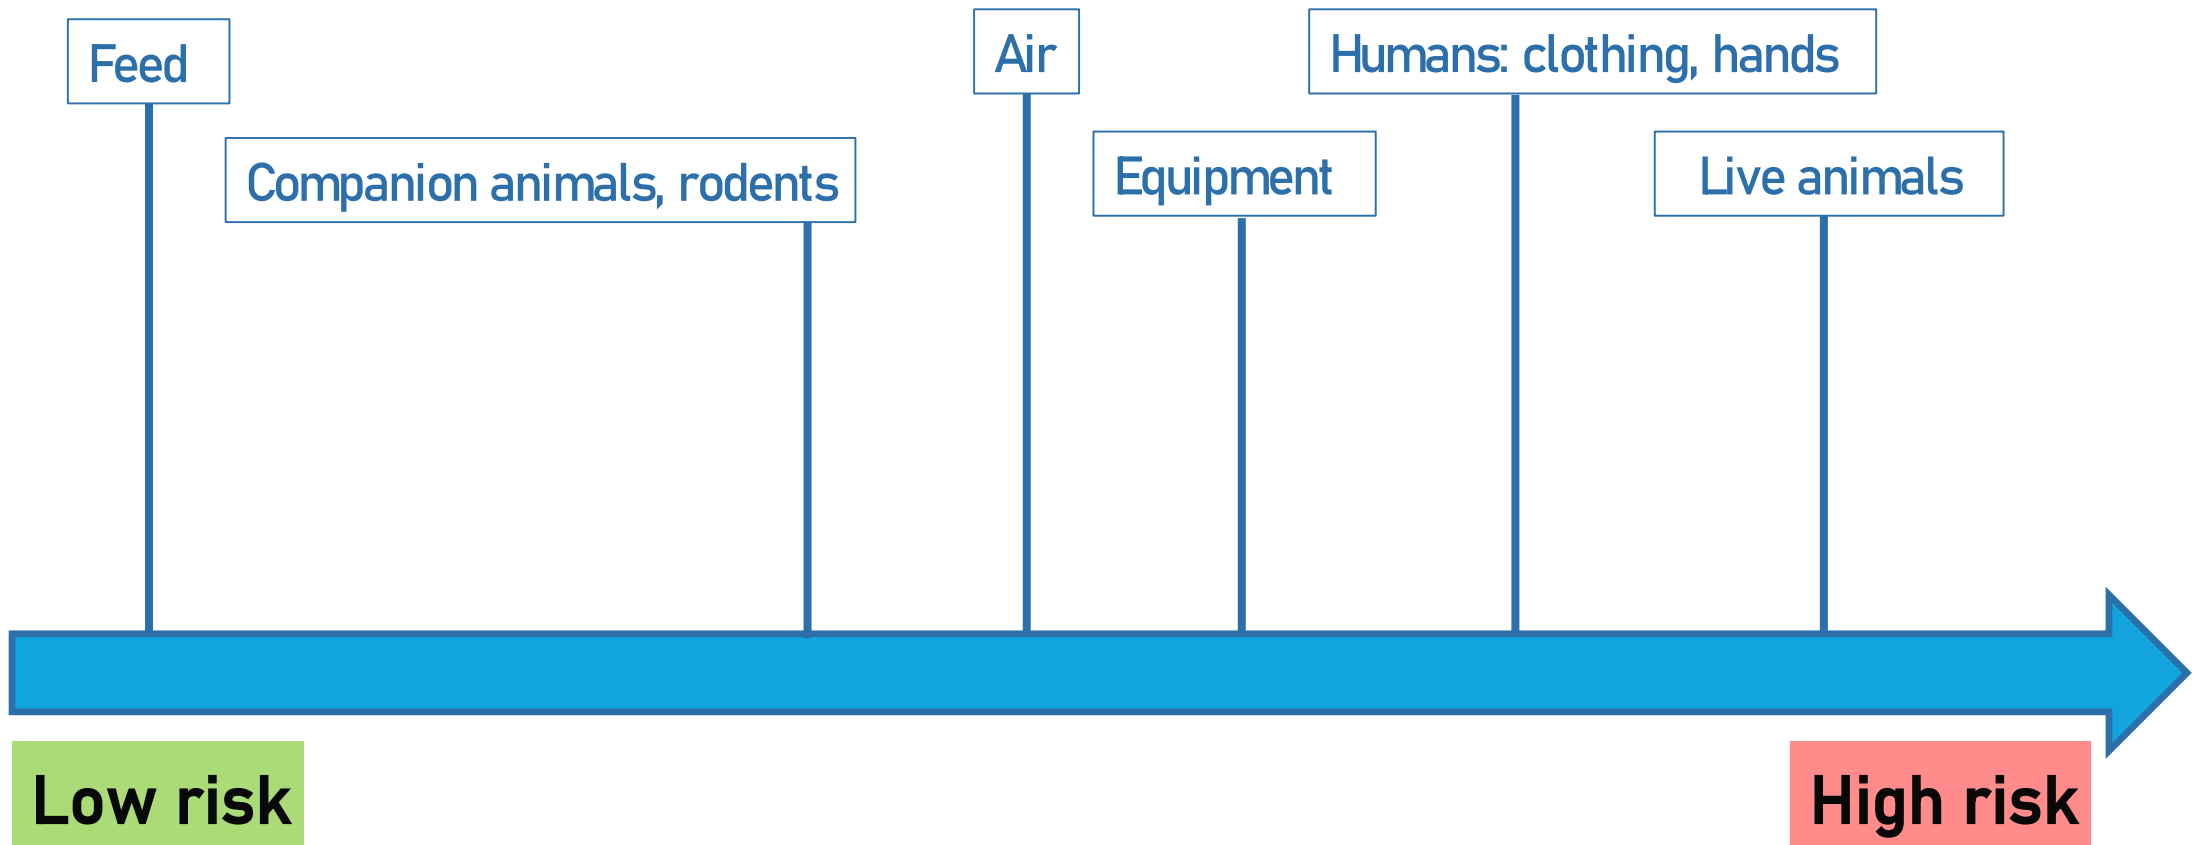 Feed
Companion animals, rodents
Air
Equipment
Humans: clothing, hands
Live animals
Low risk
High risk